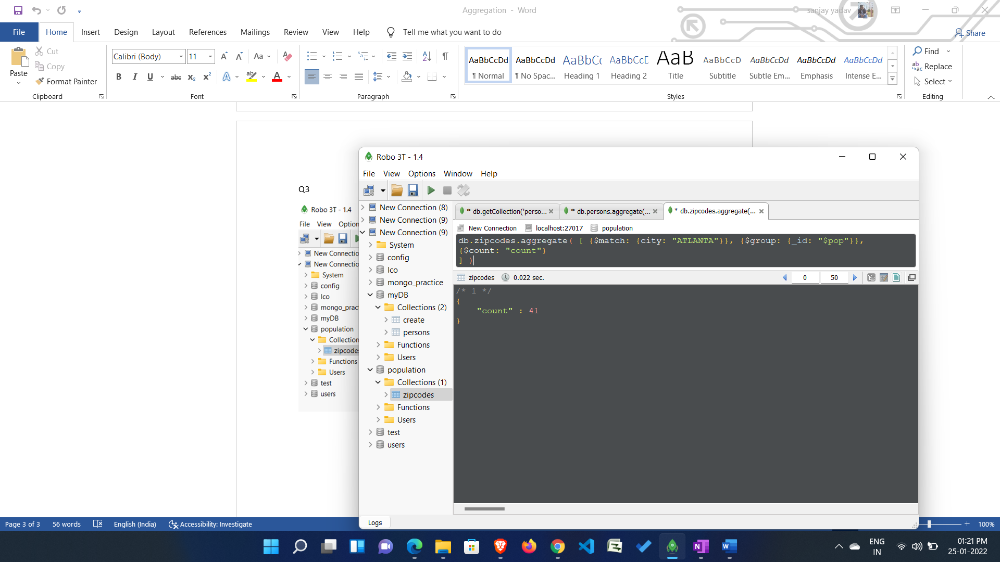 Aggregation - Word
sanjay yadav
File Home Insert Design Layout References Mailings Review View Help Tell me what you want to do
Share
Paste
Cut
Copy
Format Painter
Clipboard
Calibri (Body) 11
Font
Paragraph
AaBbCcDd AaBbCcDd AaBbCc AaBbCcD AaB AaBbCcD AaBbCcDd AaBbCcDd AaBbCcDd
¶ Normal ¶ No Spac... Heading 1 Heading 2 Title Subtitle Subtle Em... Emphasis Intense E...
Styles
Find
Replace
Select
Editing
Q3
Robo 3T - 1.4
File View Option
New Connectio
New Connectio
System
config
lco
mongo_prac
myDB
population
Collection
zipcode
Functions
Users
test
users
Robo 3T - 1.4
File View Options Window Help
New Connection (8)
New Connection (9)
New Connection (9)
System
config
lco
mongo_practice
myDB
Collections (2)
create
persons
Functions
Users
population
Collections (1)
zipcodes
Functions
Users
test
users
* db.getCollection('perso... * db.persons.aggregate(... * db.zipcodes.aggregate(...
New Connection localhost:27017 population
db.zipcodes.aggregate( [ {$match: {city: "ATLANTA"}}, {$group: {_id: "$pop"}},
{$count: "count"}
] )
zipcodes 0.022 sec. 0 50
/* 1 */
{
"count" : 41
}
Logs
Page 3 of 3 56 words English (India) Accessibility: Investigate 100%
ENG
IN
01:21 PM
25-01-2022